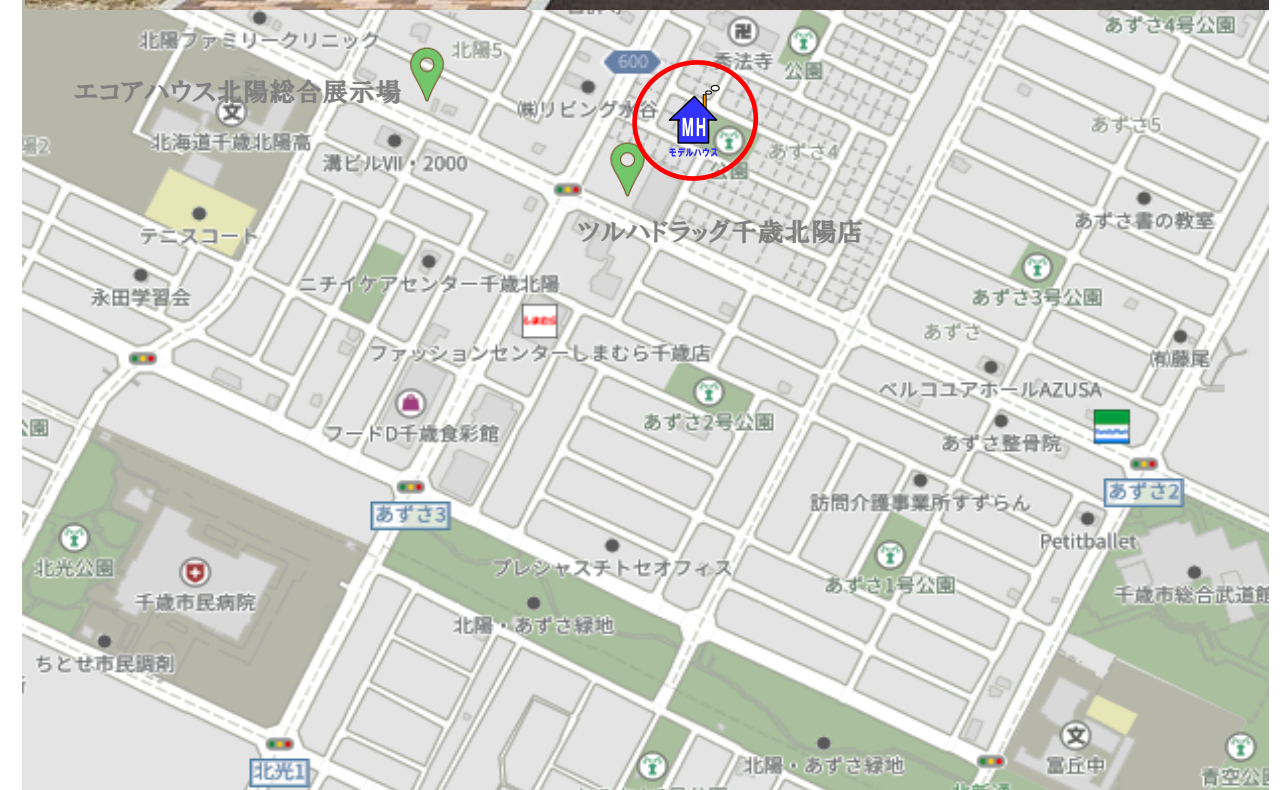 あずさ4号公園
北陽ファミリークリニック
北陽5
600
秀法寺
公園
エコアハウス北陽総合展示場
㈱リビング水谷
MH
モデルハウス
あずさ5
北海道千歳北陽高
溝ビルVII・2000
あずさ4
公園
テニスコート
ツルハドラッグ千歳北陽店
あずさ書の教室
永田学習会
ニチイケアセンター千歳北陽
あずさ3号公園
しまむら
あずさ
ファッションセンターしまむら千歳店
㈲藤尾
ベルコユアホールAZUSA
あずさ2号公園
公園
フードD千歳食彩館
FamilyMart
あずさ整骨院
あずさ3
訪問介護事業所すずらん
あずさ2
Petitballet
北光公園
プレシャスチトセオフィス
あずさ1号公園
千歳市民病院
千歳市総合武道館
北陽・あずさ緑地
ちとせ市民調剤
北光1
北陽・あずさ緑地
富丘中
青空公園